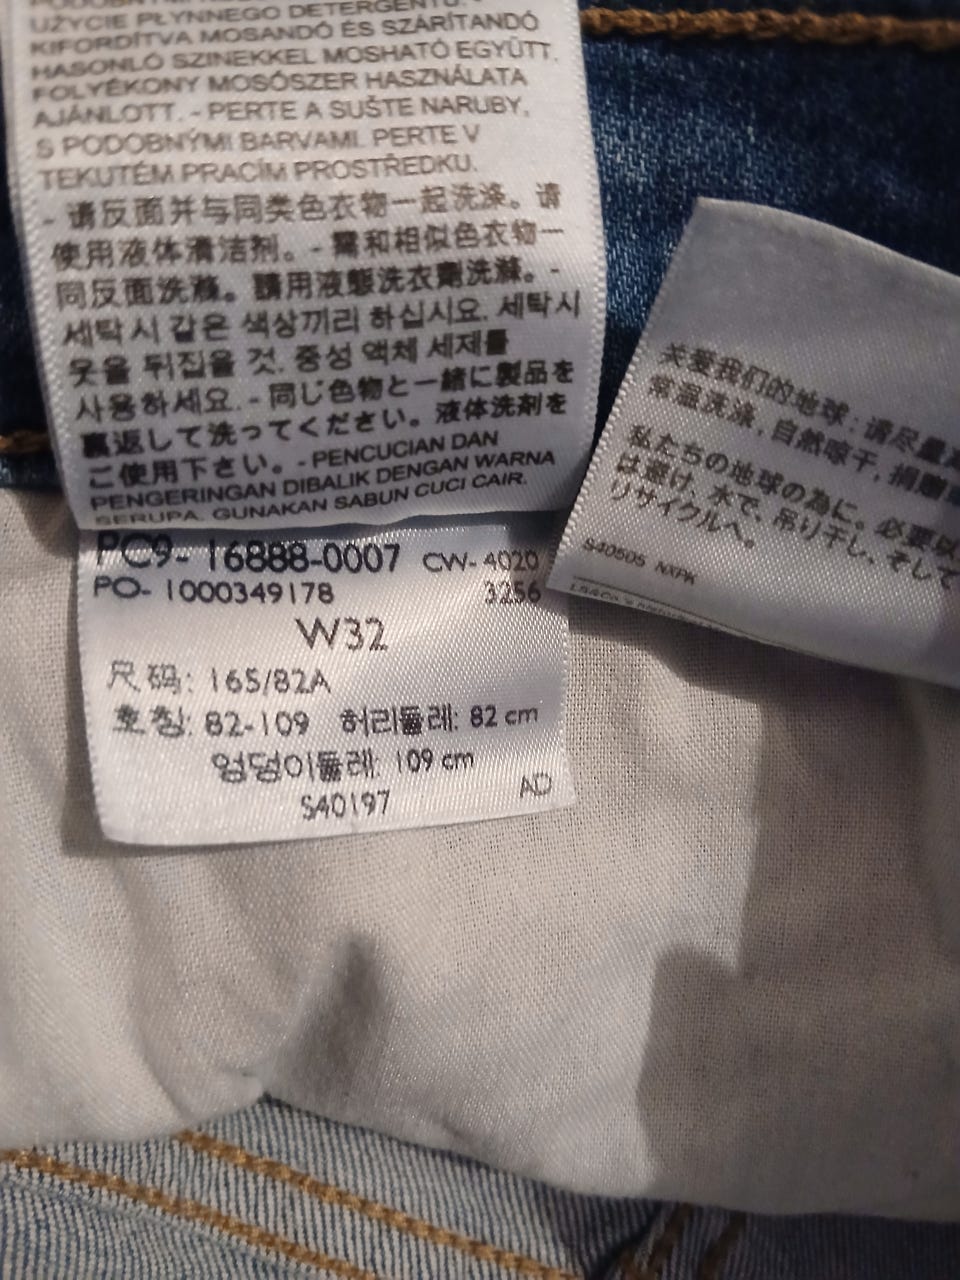 UŻYCIE PŁYNNEGO DETERGENTU. -
KIFORDÍTVA MOSANDÓ ÉS SZÁRÍTANDÓ
HASONLÓ SZINEKKEL MOSHATÓ EGYÜTT.
FOLYÉKONY MOSÓSZER HASZNÁLATA
AJÁNLOTT. - PERTE A SUŠTE NARUBY,
S PODOBNÝMI BARVAMI. PERTE V
TEKUTÉM PRACÍM PROSTŘEDKU.
- 请反面并与同类色衣物一起洗涤。请
使用液体清洁剂。- 需和相似色衣物一
同反面洗滌。請用液態洗衣劑洗滌。-
세탁시 같은 색상끼리 하십시요. 세탁시
옷을 뒤집을 것. 중성 액체 세제를
사용하세요. - 同じ色物と一緒に製品を
裏返して洗ってください。液体洗剤を
ご使用下さい。- PENCUCIAN DAN
PENGERINGAN DIBALIK DENGAN WARNA
SERUPA. GUNAKAN SABUN CUCI CAIR.
PC9- 16888-0007 CW- 4020
PO- 1000349178 3256
W32
尺码: 165/82A
호칭: 82-109 허리둘레: 82 cm
엉덩이둘레: 109 cm
S40197 AD
关爱我们的地球: 请尽量
常温洗涤, 自然晾干, 捐赠
私たちの地球の為に。必要以
は避け、水で、吊り干し、そして
リサイクルへ。
S40505 NXPK